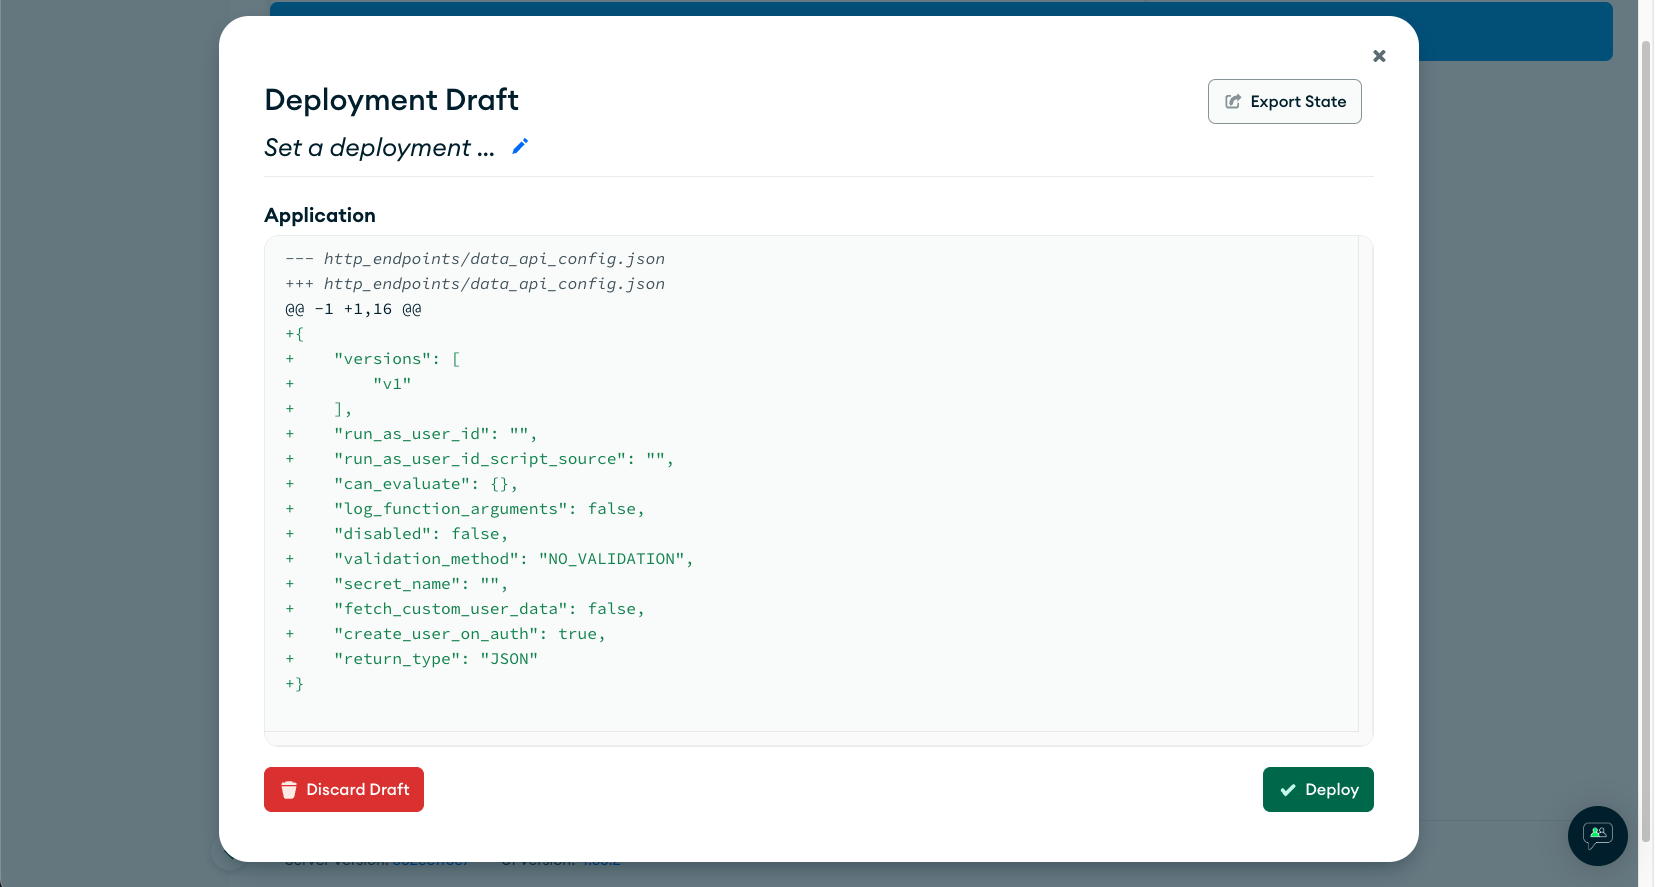 Deployment Draft
Export State
Set a deployment ...
Application
--- http_endpoints/data_api_config.json
+++ http_endpoints/data_api_config.json
@@ -1 +1,16 @@
+{
+    "versions": [
+        "v1"
+    ],
+    "run_as_user_id": "",
+    "run_as_user_id_script_source": "",
+    "can_evaluate": {},
+    "log_function_arguments": false,
+    "disabled": false,
+    "validation_method": "NO_VALIDATION",
+    "secret_name": "",
+    "fetch_custom_user_data": false,
+    "create_user_on_auth": true,
+    "return_type": "JSON"
+}
Discard Draft
Deploy